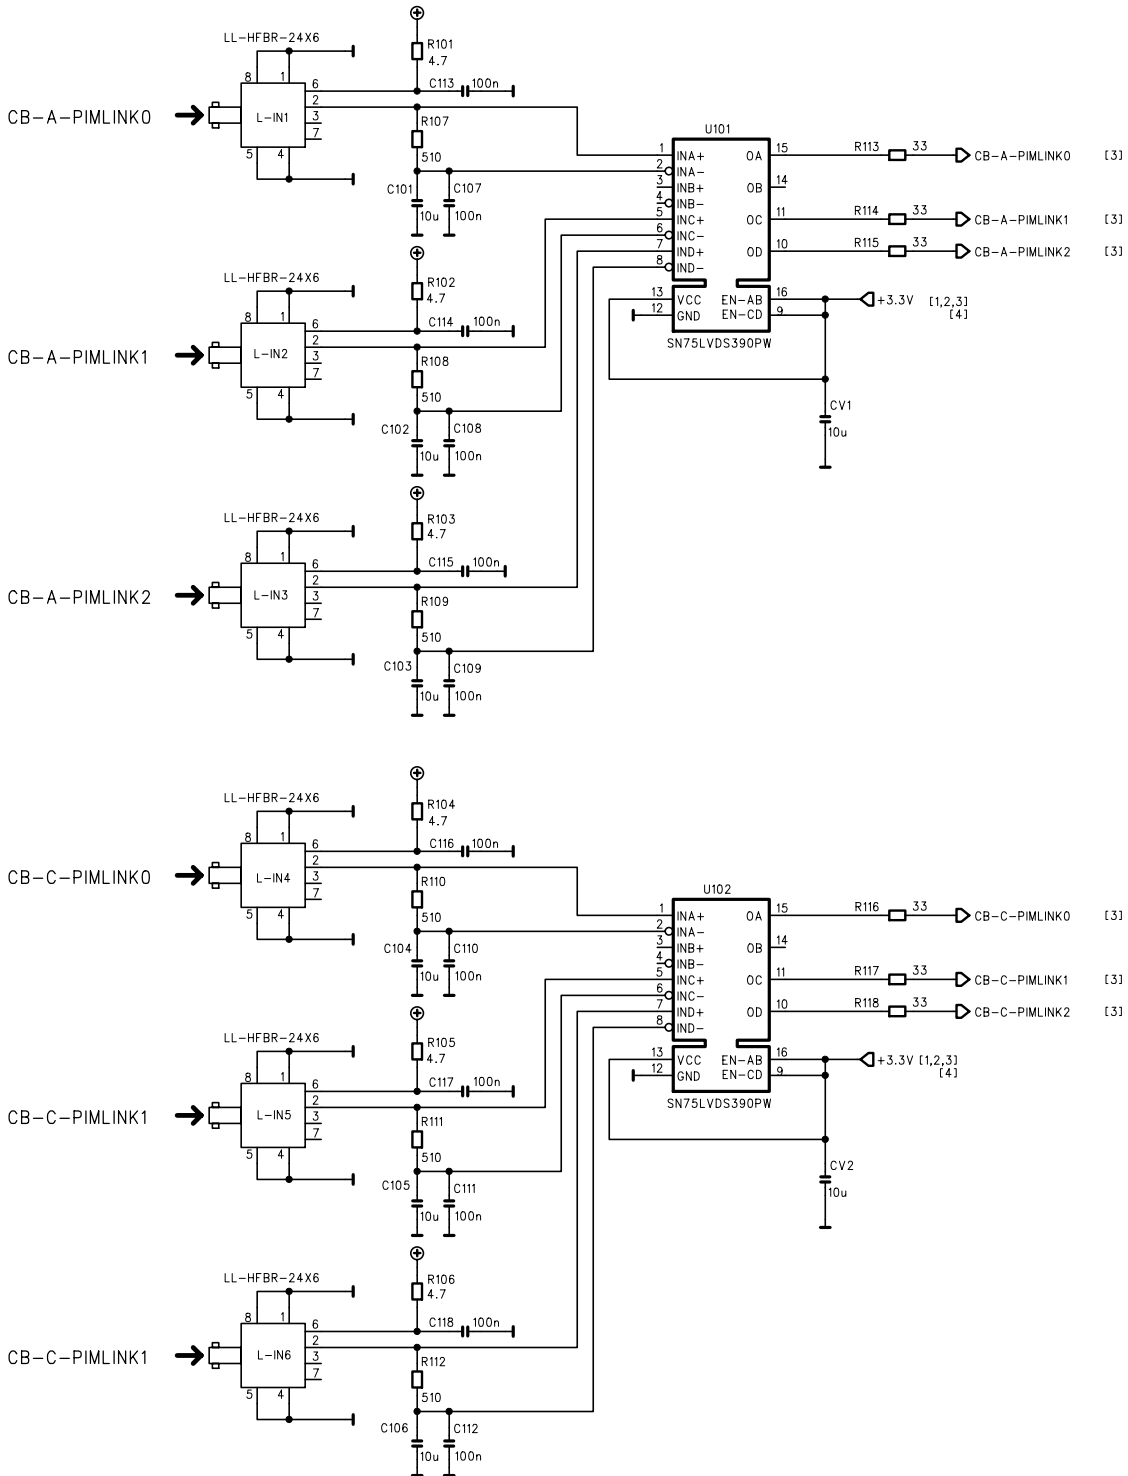 LL-HFBR-24X6
R101
4.7
C113 100n
8 1 6
2
3
7
5 4
L-IN1
CB-A-PIMLINK0
R107
510
C101 C107
10u 100n
U101
1 INA+ OA 15 R113 33 CB-A-PIMLINK0 [3]
2 INA-
3 INB+ OB 14
4 INB-
5 INC+ OC 11 R114 33 CB-A-PIMLINK1 [3]
6 INC-
7 IND+ OD 10 R115 33 CB-A-PIMLINK2 [3]
8 IND-
13 VCC EN-AB 16 +3.3V [1,2,3]
12 GND EN-CD 9 [4]
SN75LVDS390PW
CV1
10u
LL-HFBR-24X6
R102
4.7
C114 100n
8 1 6
2
3
7
5 4
L-IN2
CB-A-PIMLINK1
R108
510
C102 C108
10u 100n
LL-HFBR-24X6
R103
4.7
C115 100n
8 1 6
2
3
7
5 4
L-IN3
CB-A-PIMLINK2
R109
510
C103 C109
10u 100n
LL-HFBR-24X6
R104
4.7
C116 100n
8 1 6
2
3
7
5 4
L-IN4
CB-C-PIMLINK0
R110
510
C104 C110
10u 100n
U102
1 INA+ OA 15 R116 33 CB-C-PIMLINK0 [3]
2 INA-
3 INB+ OB 14
4 INB-
5 INC+ OC 11 R117 33 CB-C-PIMLINK1 [3]
6 INC-
7 IND+ OD 10 R118 33 CB-C-PIMLINK2 [3]
8 IND-
13 VCC EN-AB 16 +3.3V [1,2,3]
12 GND EN-CD 9 [4]
SN75LVDS390PW
CV2
10u
LL-HFBR-24X6
R105
4.7
C117 100n
8 1 6
2
3
7
5 4
L-IN5
CB-C-PIMLINK1
R111
510
C105 C111
10u 100n
LL-HFBR-24X6
R106
4.7
C118 100n
8 1 6
2
3
7
5 4
L-IN6
CB-C-PIMLINK1
R112
510
C106 C112
10u 100n